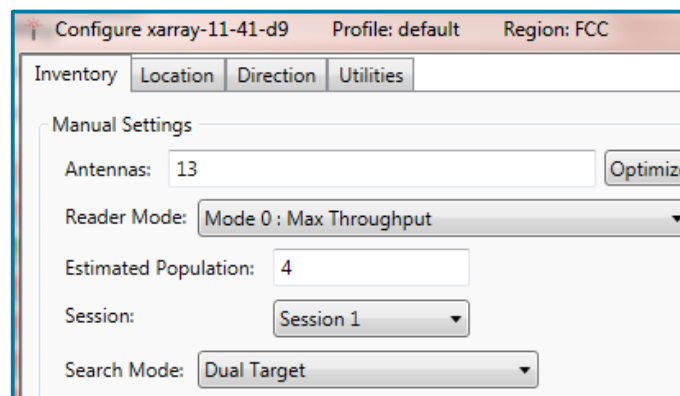 Configure xarray-11-41-d9 Profile: default Region: FCC
Inventory Location Direction Utilities
Manual Settings
Antennas: 13 Optimize
Reader Mode: Mode 0 : Max Throughput
Estimated Population: 4
Session: Session 1
Search Mode: Dual Target